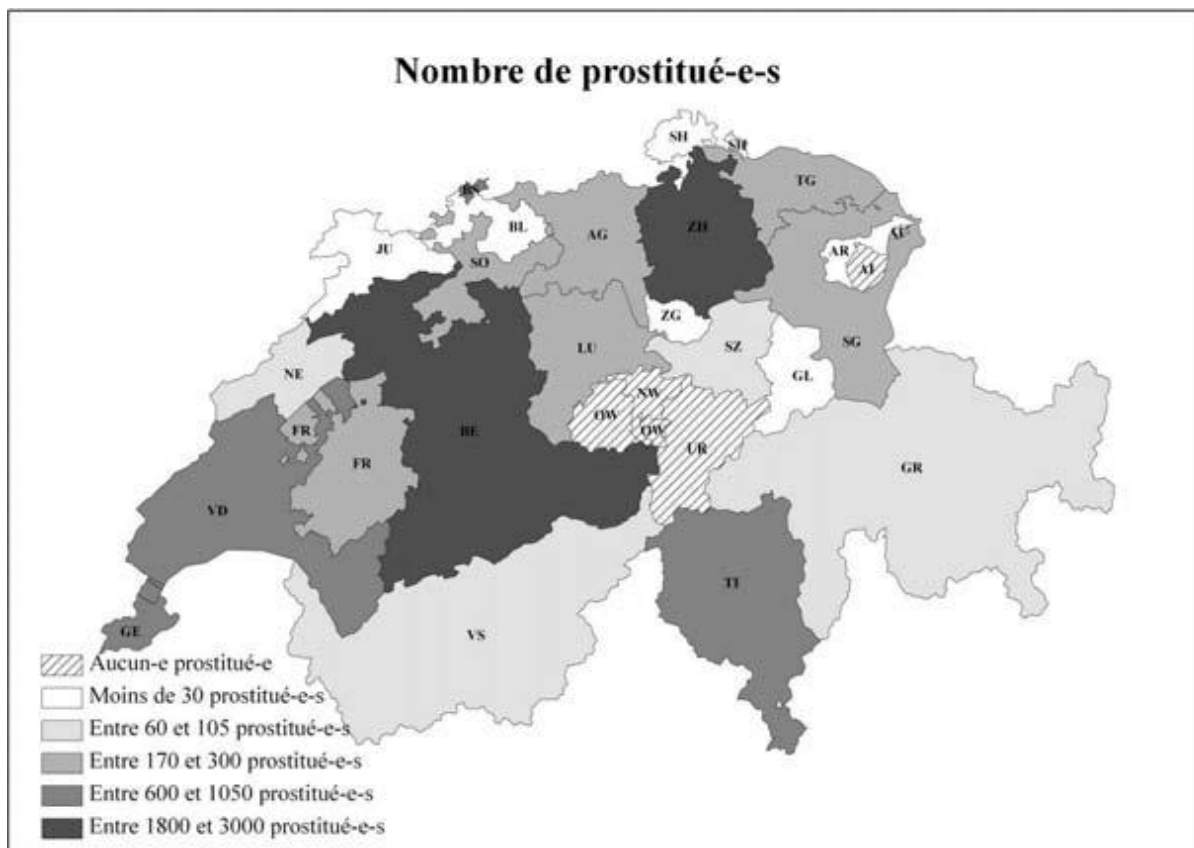 Nombre de prostitué-e-s
SH
SH
TG
BS
BL
AG
ZH
JU
SO
AR
AI
ZG
LU
SZ
SG
NE
GL
NW
OW
OW
FR
BE
UR
FR
GR
VD
TI
GE
VS
Aucun-e prostitué-e
Moins de 30 prostitué-e-s
Entre 60 et 105 prostitué-e-s
Entre 170 et 300 prostitué-e-s
Entre 600 et 1050 prostitué-e-s
Entre 1800 et 3000 prostitué-e-s